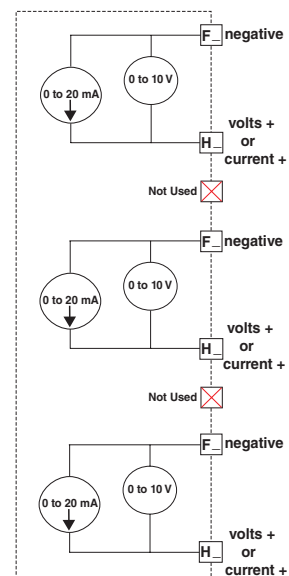 F_ negative
0 to 20 mA
0 to 10 V
H_
volts +
or
current +
Not Used
F_ negative
0 to 20 mA
0 to 10 V
H_
volts +
or
current +
Not Used
F_ negative
0 to 20 mA
0 to 10 V
H_
volts +
or
current +